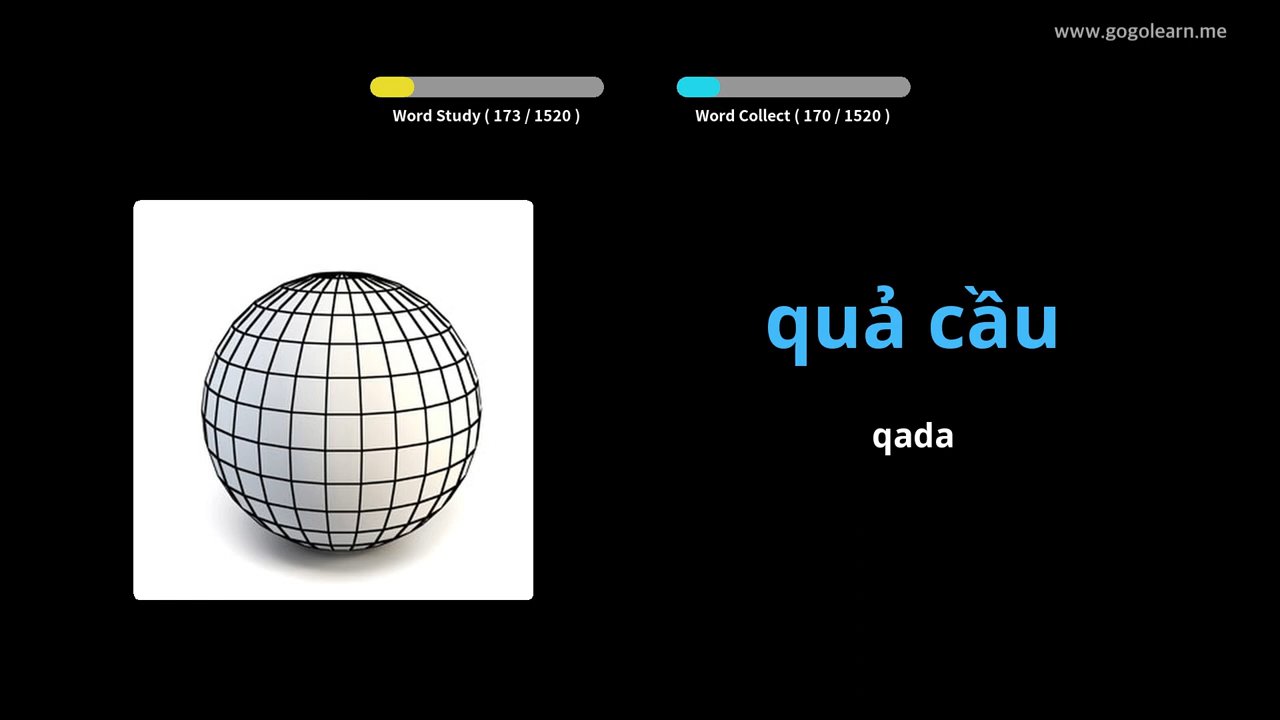 www.gogolearn.me
Word Study ( 173 / 1520 )
Word Collect ( 170 / 1520 )
quả cầu
qada